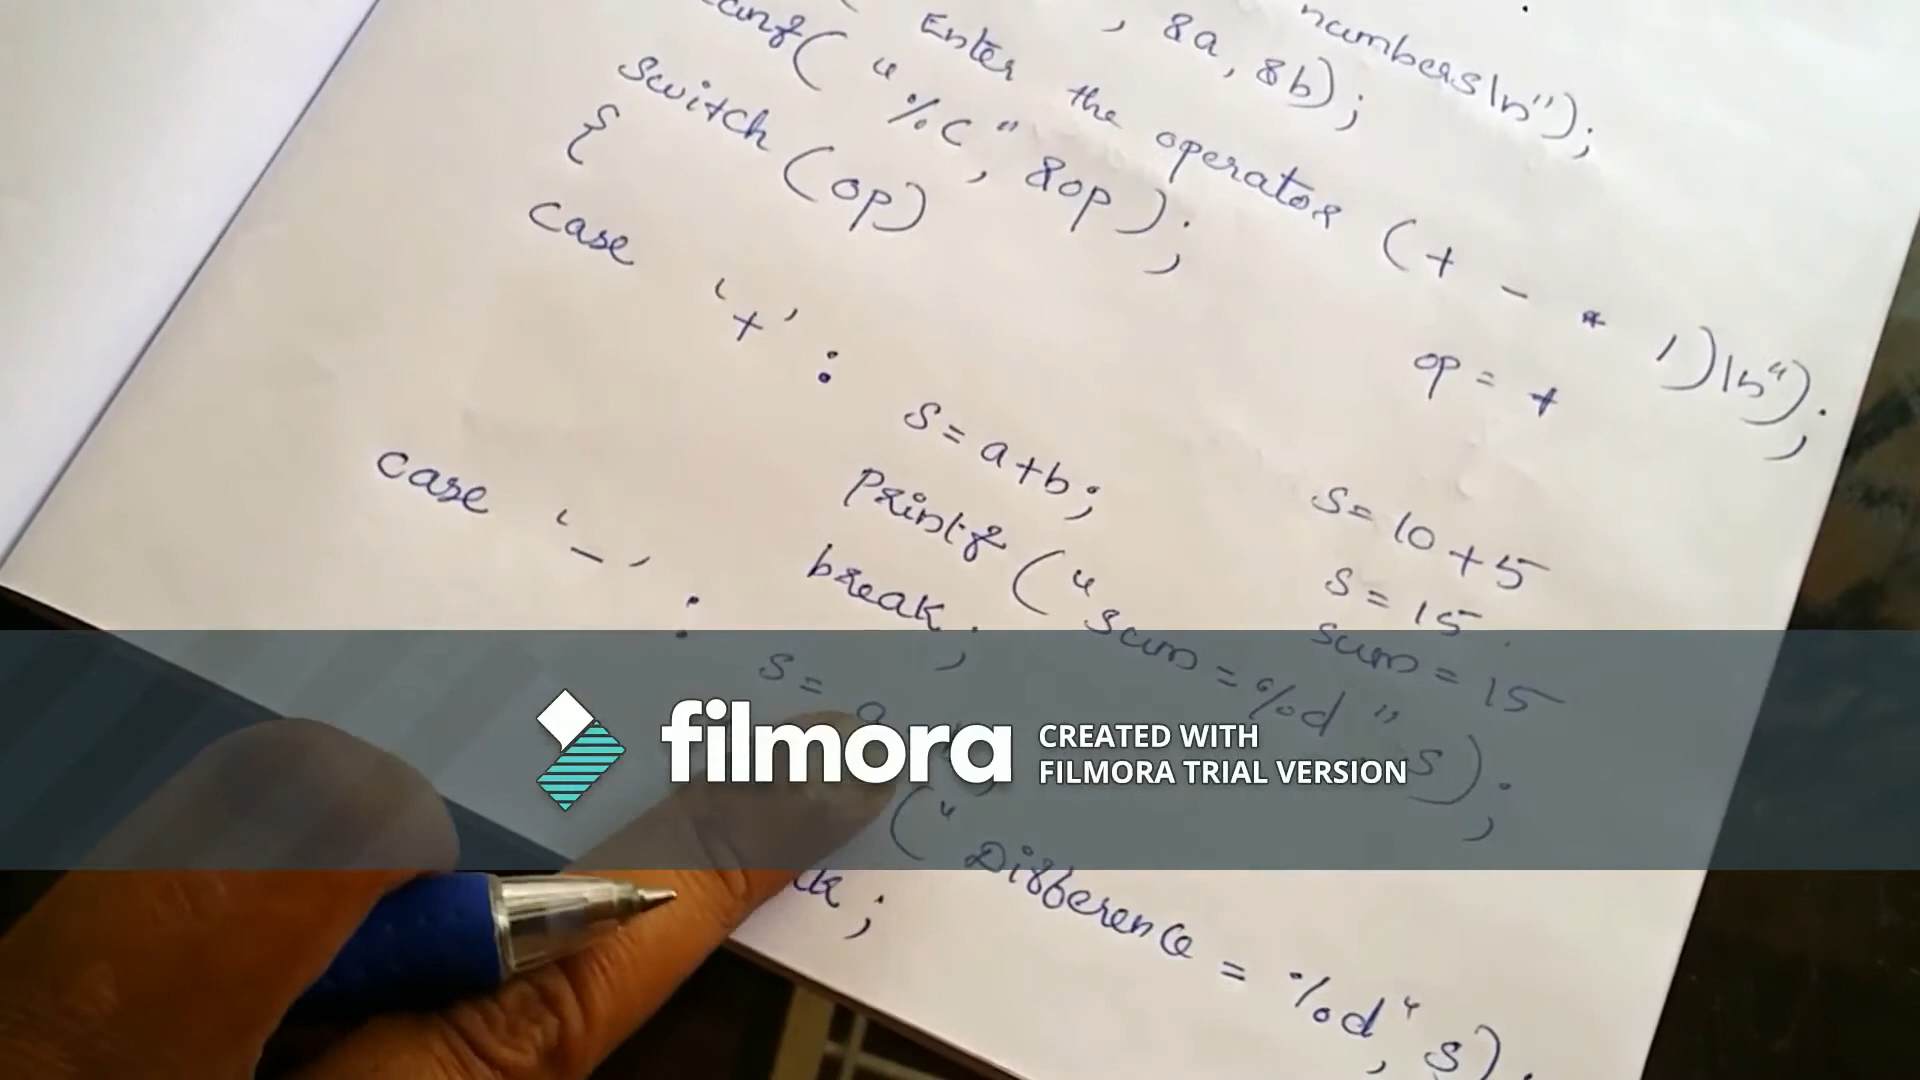 numbers\n");
, &a, &b);
Enter the operator (+ - * /)\n");
scanf("%c", &op);
switch (op)
{
op = +
case '+' :
s = a+b;
s = 10 + 5
printf("sum = %d" s);
s = 15
break;
sum = 15
case '-' :
s = a
("Difference = %d", s);
filmora
CREATED WITH
FILMORA TRIAL VERSION